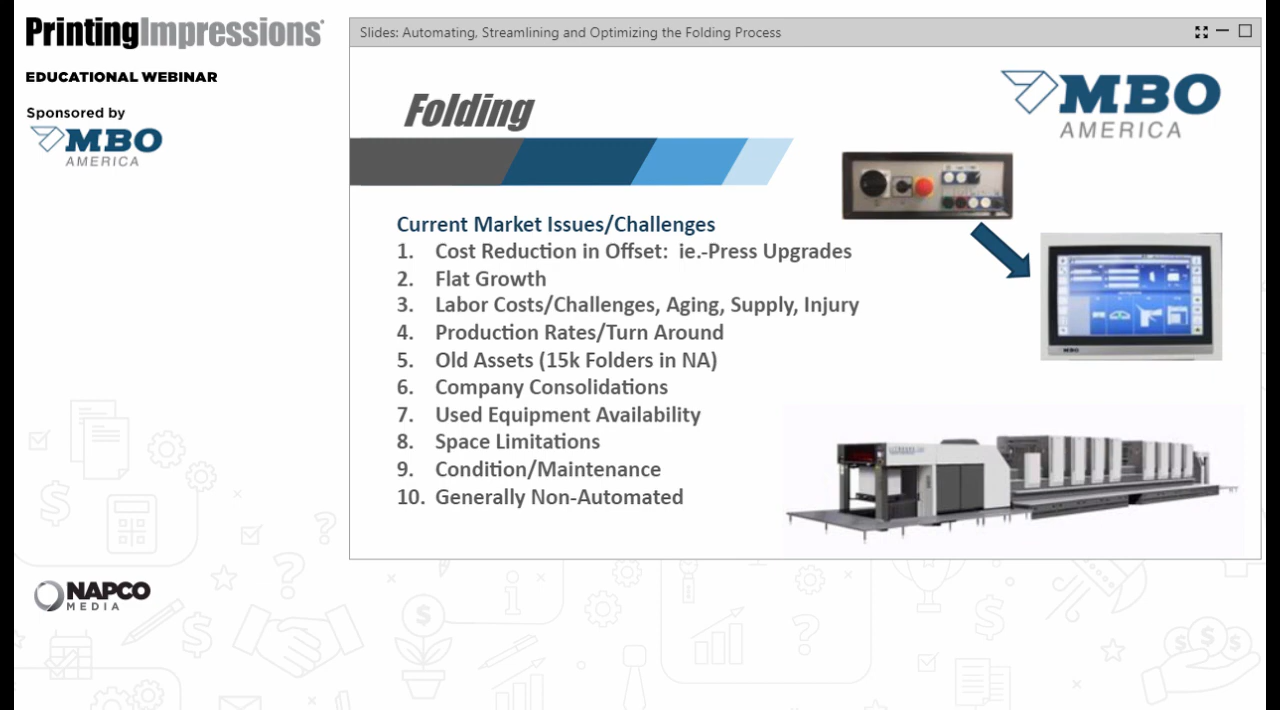 PrintingImpressions®
EDUCATIONAL WEBINAR
Sponsored by
MBO
AMERICA
NAPCO
MEDIA
Slides: Automating, Streamlining and Optimizing the Folding Process
Folding
MBO
AMERICA
Current Market Issues/Challenges
1. Cost Reduction in Offset: ie.-Press Upgrades
2. Flat Growth
3. Labor Costs/Challenges, Aging, Supply, Injury
4. Production Rates/Turn Around
5. Old Assets (15k Folders in NA)
6. Company Consolidations
7. Used Equipment Availability
8. Space Limitations
9. Condition/Maintenance
10. Generally Non-Automated
MBO